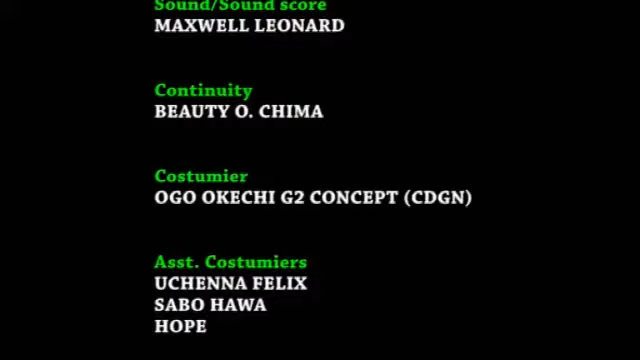 Sound/Sound score
MAXWELL LEONARD
Continuity
BEAUTY O. CHIMA
Costumier
OGO OKECHI G2 CONCEPT (CDGN)
Asst. Costumiers
UCHENNA FELIX
SABO HAWA
HOPE